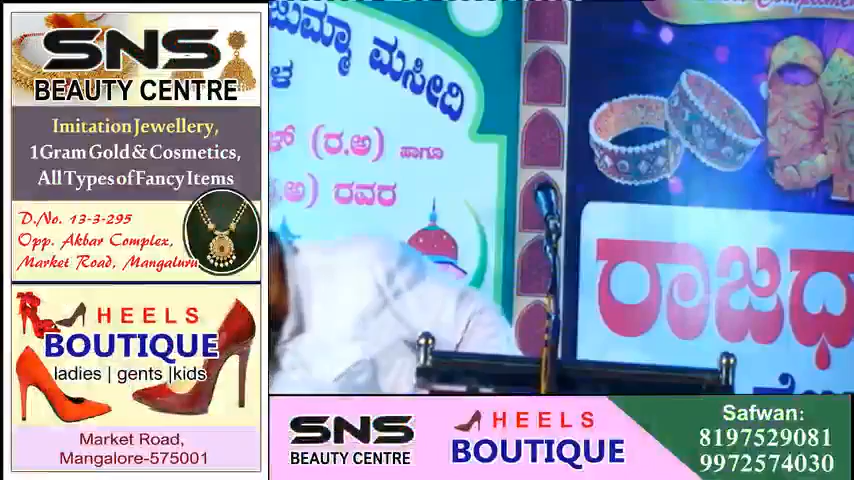 SNS
BEAUTY CENTRE
Imitation Jewellery,
1Gram Gold & Cosmetics,
All Types of Fancy Items
D.No. 13-3-295
Opp. Akbar Complex,
Market Road, Mangaluru
HEELS
BOUTIQUE
ladies | gents |kids
Market Road,
Mangalore-575001
ಜುಮ್ಮಾ ಮಸೀದಿ
(ರ.ಅ) ಹಾಗೂ
ರವರ
Compliments
SNS
BEAUTY CENTRE
HEELS
BOUTIQUE
Safwan:
8197529081
9972574030